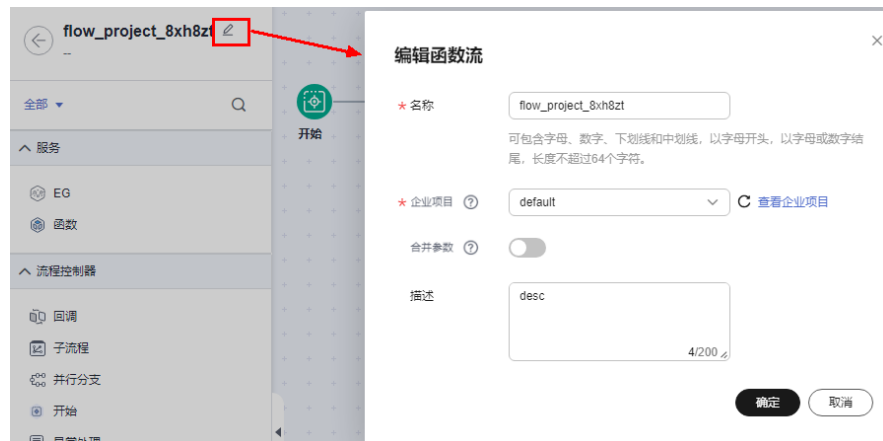 flow_project_8xh8zt
--
全部
服务
EG
函数
流程控制器
回调
子流程
并行分支
开始
异常处理
开始
编辑函数流
* 名称
flow_project_8xh8zt
可包含字母、数字、下划线和中划线，以字母开头，以字母或数字结
尾，长度不超过64个字符。
* 企业项目 ?
default
C 查看企业项目
合并参数 ?
描述
desc
4/200
确定
取消